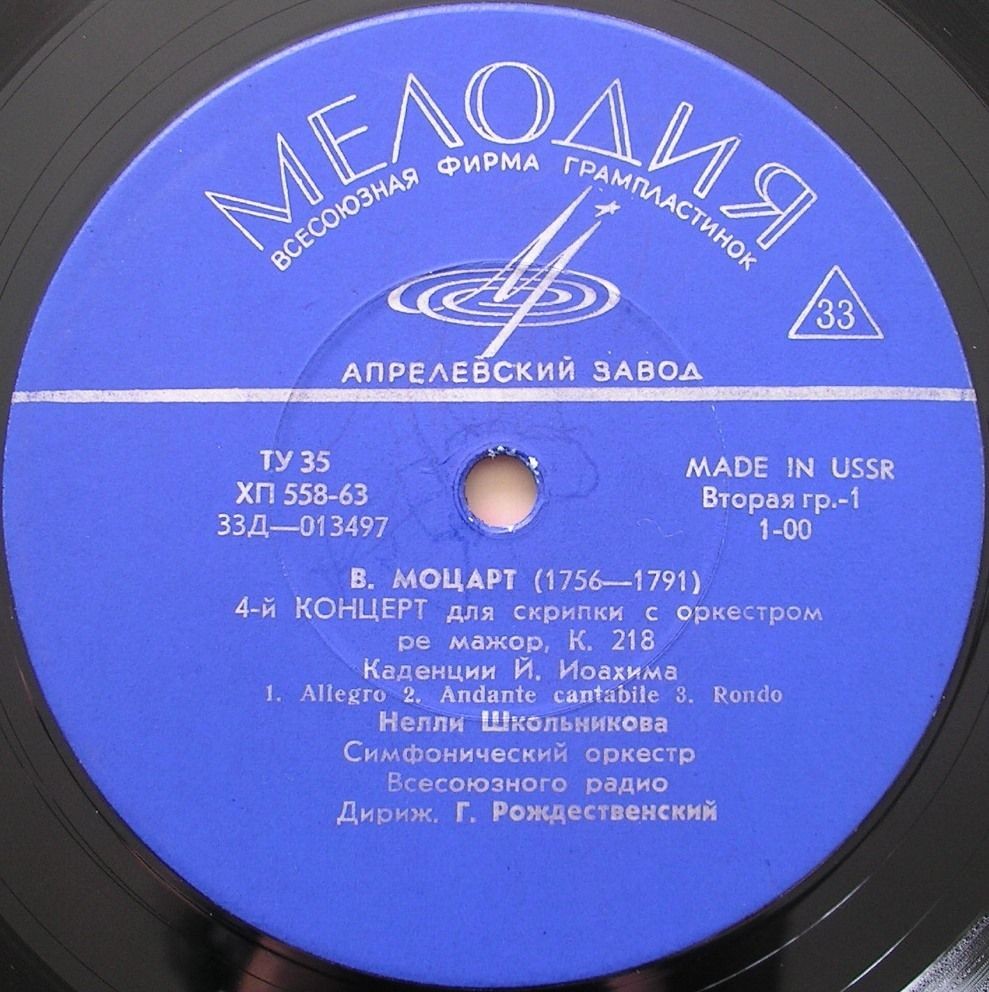 МЕЛОДИЯ
ВСЕСОЮЗНАЯ ФИРМА ГРАМПЛАСТИНОК
33
АПРЕЛЕВСКИЙ ЗАВОД
ТУ 35
ХП 558-63
33Д—013497
MADE IN USSR
Вторая гр.-1
1-00
В. МОЦАРТ (1756—1791)
4-й КОНЦЕРТ для скрипки с оркестром
ре мажор, К. 218
Каденции Й. Иоахима
1. Allegro 2. Andante cantabile 3. Rondo
Нелли Школьникова
Симфонический оркестр
Всесоюзного радио
Дириж. Г. Рождественский